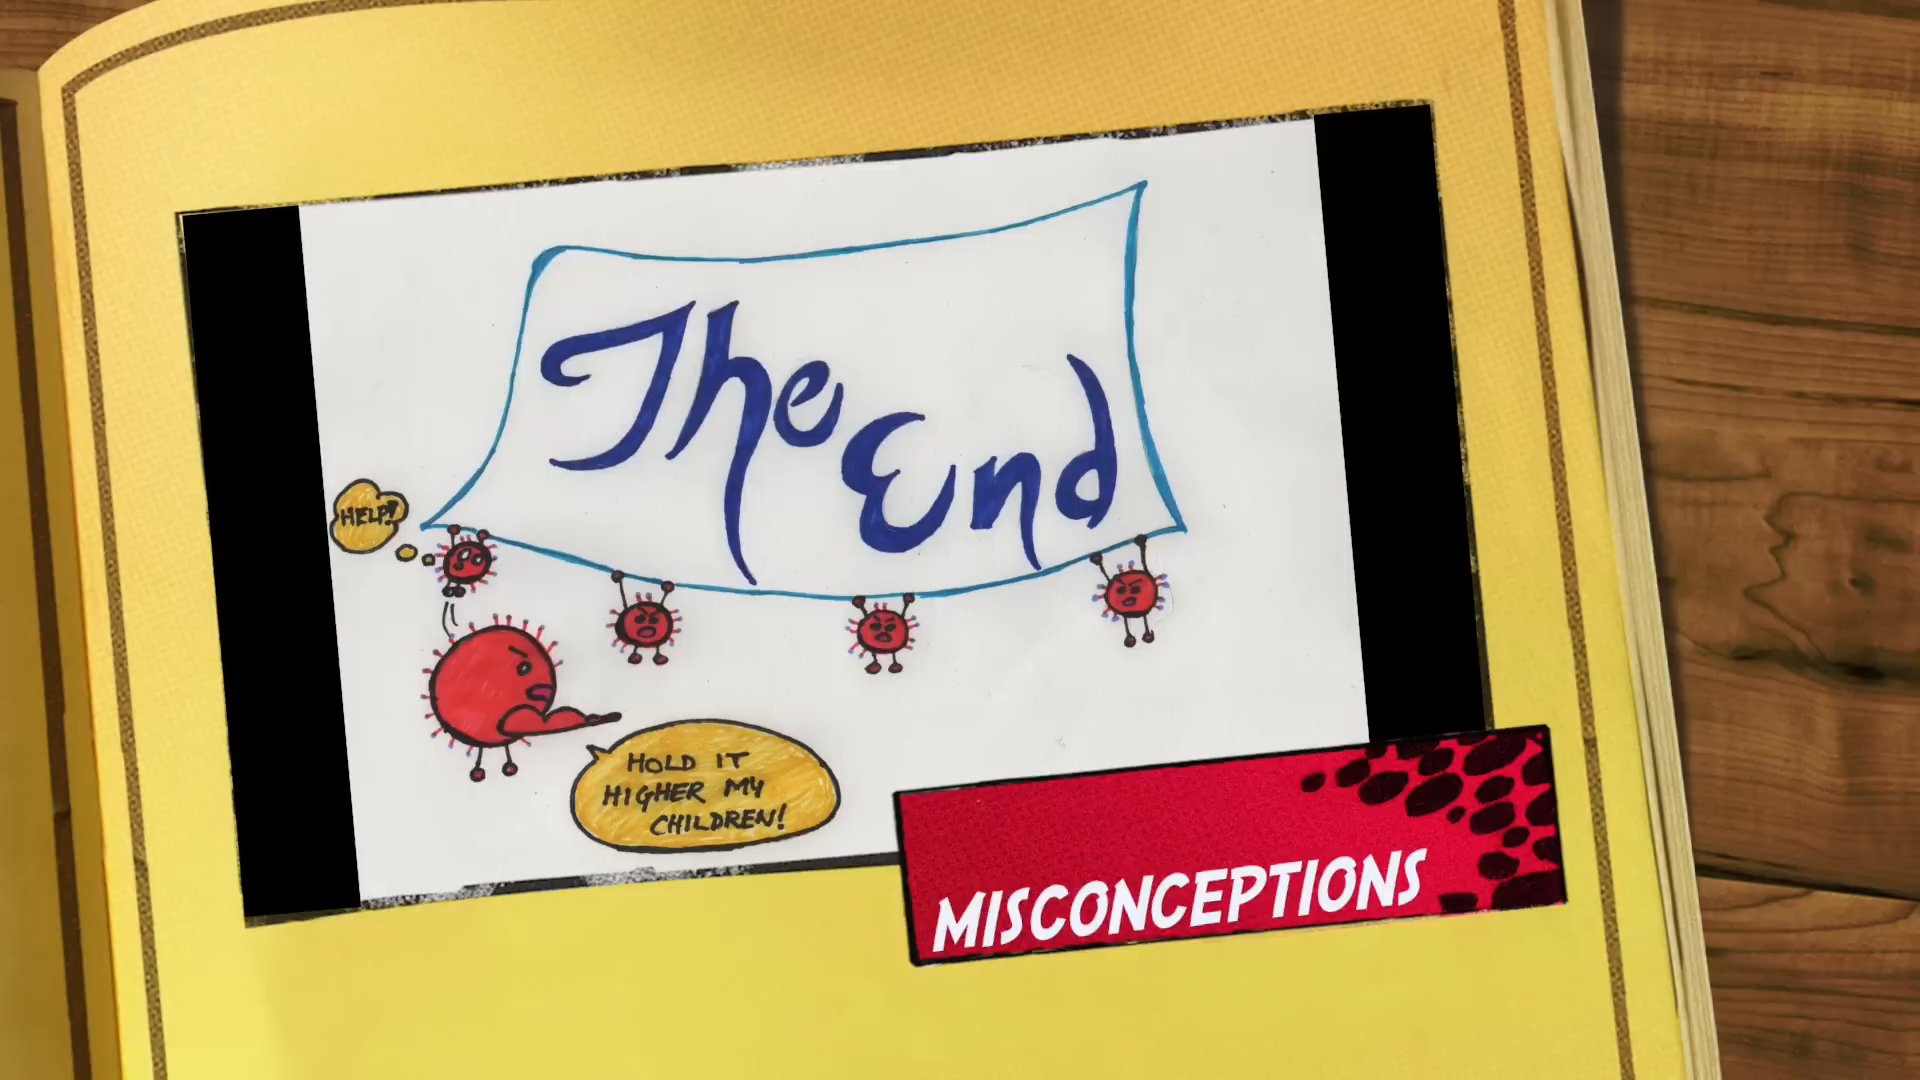 The
End
HELP!
HOLD IT
HIGHER MY
CHILDREN!
MISCONCEPTIONS